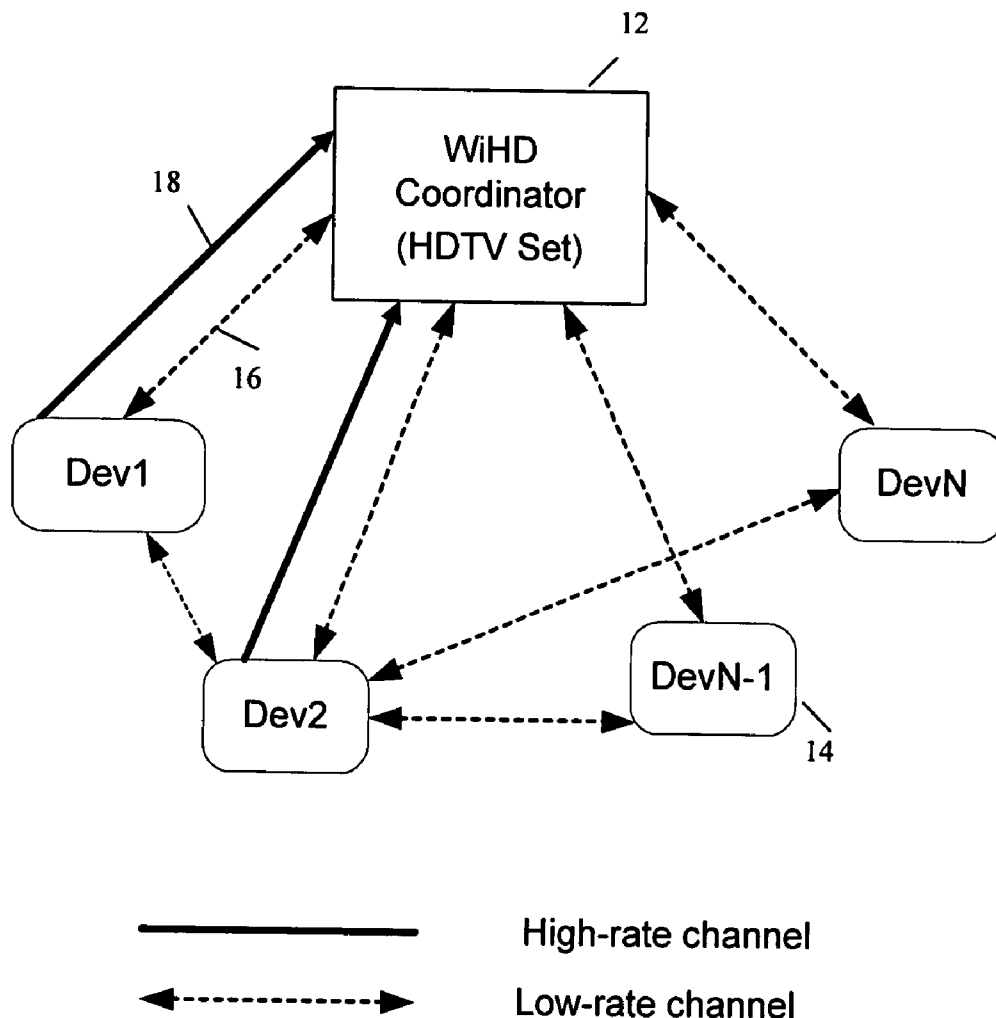 12
WiHD
Coordinator
(HDTV Set)
18
16
Dev1
DevN
DevN-1
Dev2
14
High-rate channel
Low-rate channel